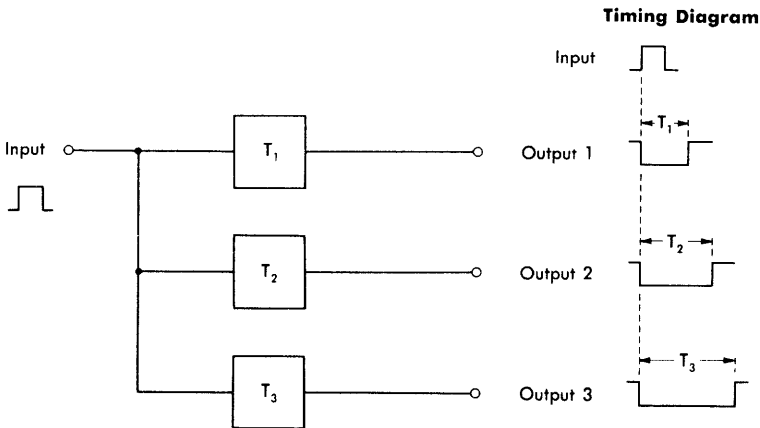 Timing Diagram
Input
T₁
Input
T₁
Output 1
T₂
T₂
Output 2
T₃
T₃
Output 3